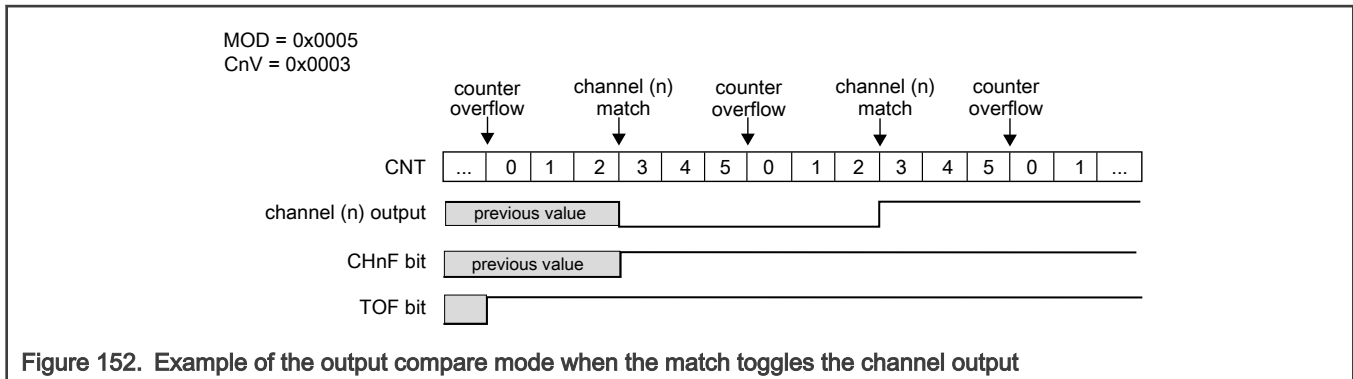 MOD = 0x0005
CnV = 0x0003
counter overflow
channel (n) match
counter overflow
channel (n) match
counter overflow
CNT ... 0 1 2 3 4 5 0 1 2 3 4 5 0 1 ...
channel (n) output previous value
CHnF bit previous value
TOF bit
Figure 152. Example of the output compare mode when the match toggles the channel output